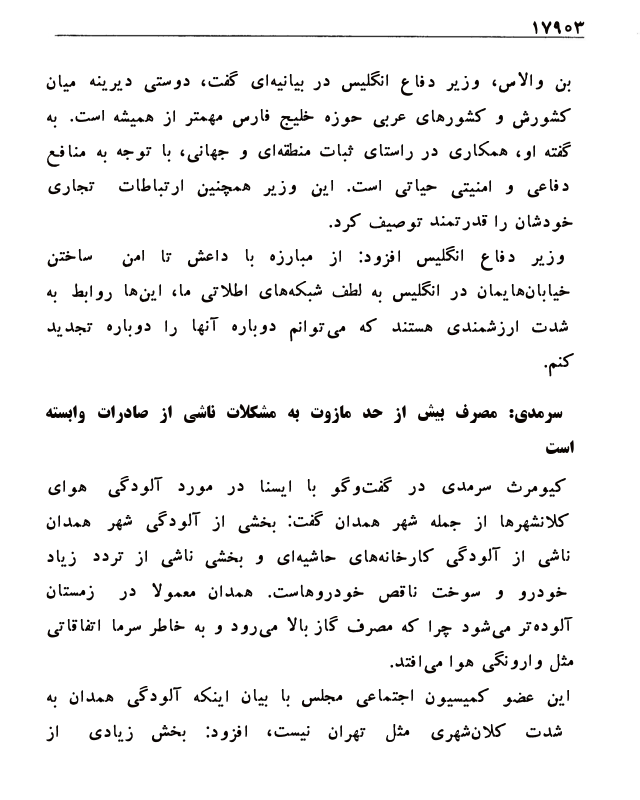 ۱۷۹۰۳
بن والاس، وزیر دفاع انگلیس در بیانیه‌ای گفت، دوستی دیرینه میان
کشورش و کشورهای عربی حوزه خلیج فارس مهمتر از همیشه است. به
گفته او، همکاری در راستای ثبات منطقه‌ای و جهانی، با توجه به منافع
دفاعی و امنیتی حیاتی است. این وزیر همچنین ارتباطات تجاری
خودشان را قدرتمند توصیف کرد.
وزیر دفاع انگلیس افزود: از مبارزه با داعش تا امن ساختن
خیابان‌هایمان در انگلیس به لطف شبکه‌های اطلاتی ما، این‌ها روابط به
شدت ارزشمندی هستند که می‌توانم دوباره آنها را دوباره تجدید
کنم.
سرمدی: مصرف بیش از حد مازوت به مشکلات ناشی از صادرات وابسته
است
کیومرث سرمدی در گفت‌وگو با ایسنا در مورد آلودگی هوای
کلانشهرها از جمله شهر همدان گفت: بخشی از آلودگی شهر همدان
ناشی از آلودگی کارخانه‌های حاشیه‌ای و بخشی ناشی از تردد زیاد
خودرو و سوخت ناقص خودروهاست. همدان معمولا در زمستان
آلوده‌تر می‌شود چرا که مصرف گاز بالا می‌رود و به خاطر سرما اتفاقاتی
مثل وارونگی هوا می‌افتد.
این عضو کمیسیون اجتماعی مجلس با بیان اینکه آلودگی همدان به
شدت کلان‌شهری مثل تهران نیست، افزود: بخش زیادی از